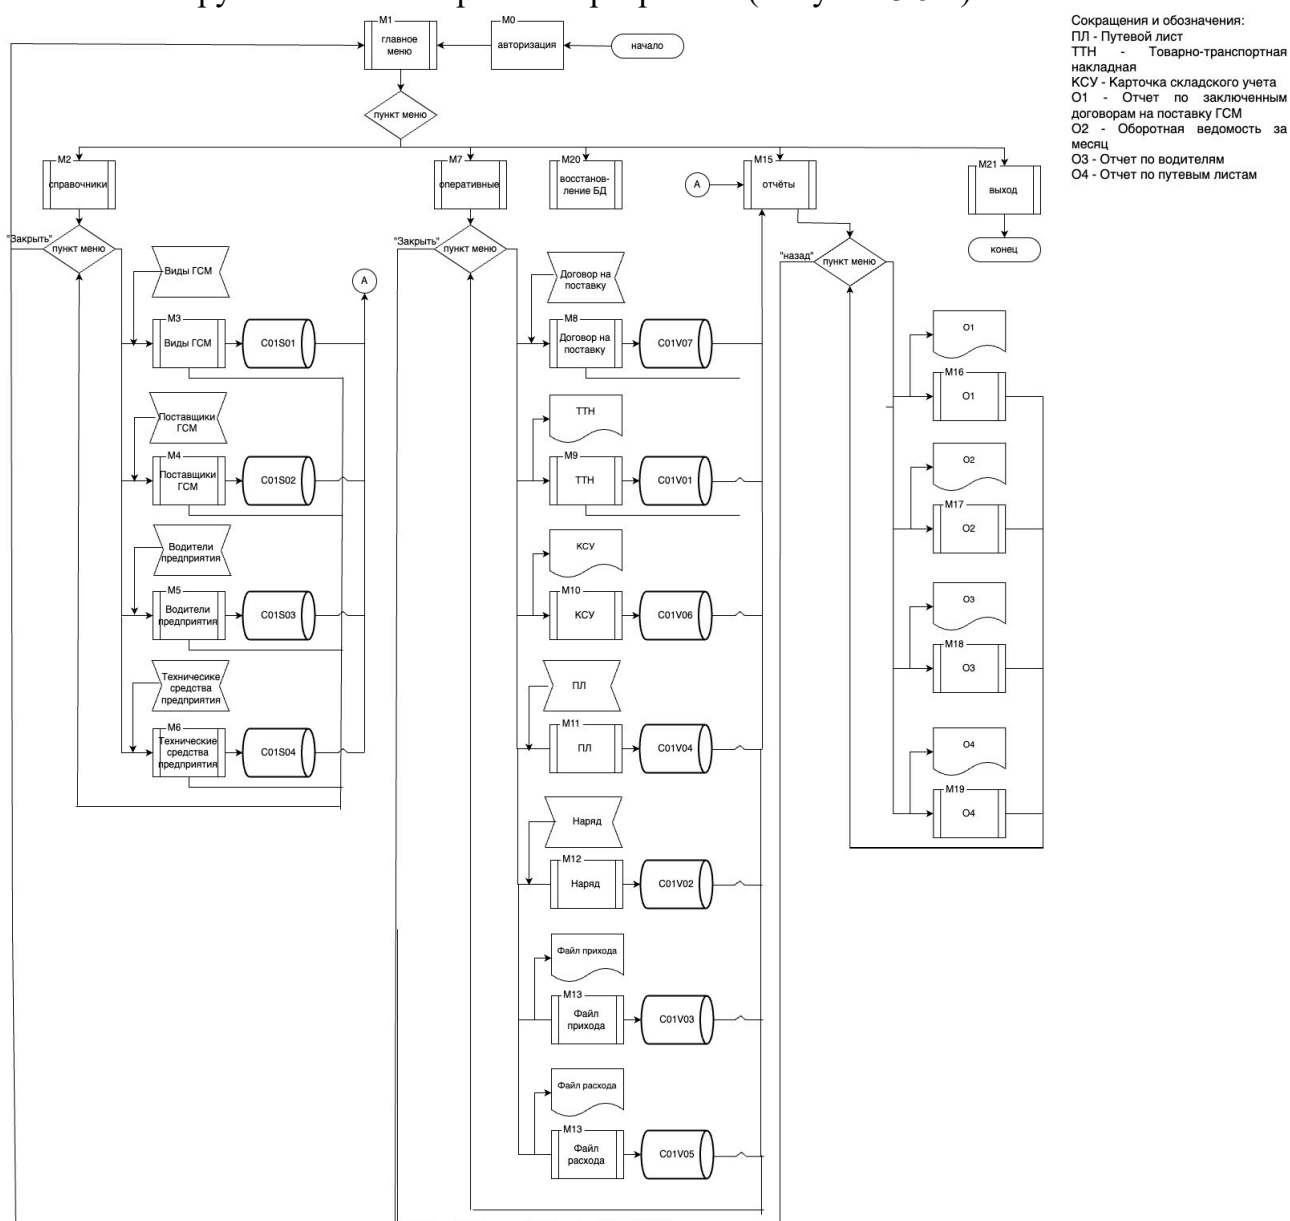 Сокращения и обозначения:
ПЛ - Путевой лист
ТТН - Товарно-транспортная
накладная
КСУ - Карточка складского учета
О1 - Отчет по заключенным
договорам на поставку ГСМ
О2 - Оборотная ведомость за
месяц
О3 - Отчет по водителям
О4 - Отчет по путевым листам
М1
главное
меню
М0
авторизация
начало
пункт меню
М2
справочники
М7
оперативные
М20
восстанов-
ление БД
А
М15
отчёты
М21
выход
конец
"Закрыть"
пункт меню
"Закрыть"
пункт меню
"назад"
пункт меню
Виды ГСМ
А
М3
Виды ГСМ
C01S01
Поставщики
ГСМ
М4
Поставщики
ГСМ
C01S02
Водители
предприятия
М5
Водители
предприятия
C01S03
Техничесике
средства
предприятия
М6
Технические
средства
предприятия
C01S04
Договор на
поставку
М8
Договор на
поставку
C01V07
ТТН
М9
ТТН
C01V01
КСУ
М10
КСУ
C01V06
ПЛ
М11
ПЛ
C01V04
Наряд
М12
Наряд
C01V02
Файл прихода
М13
Файл
прихода
C01V03
Файл расхода
М13
Файл
расхода
C01V05
О1
М16
О1
О2
М17
О2
О3
М18
О3
О4
М19
О4